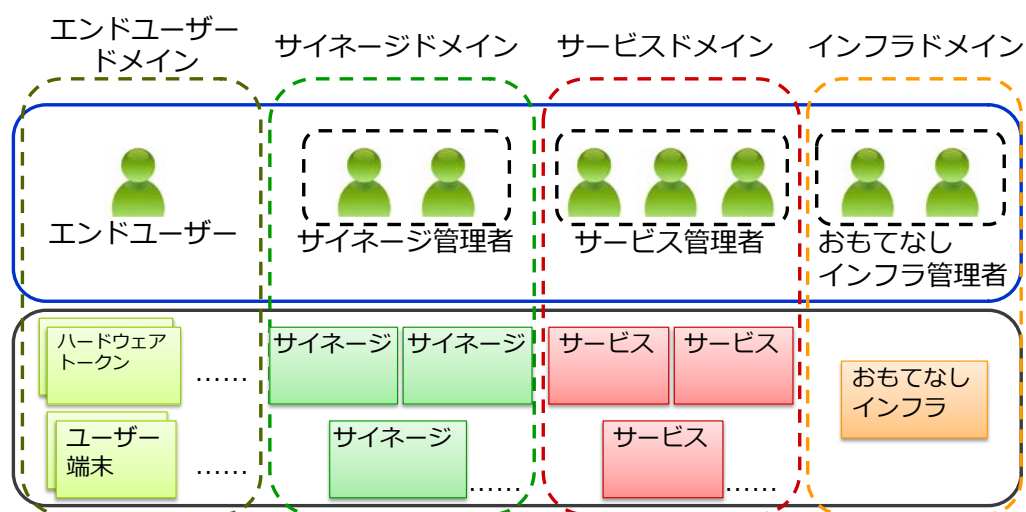 エンドユーザー
ドメイン
サイネージドメイン
サービスドメイン
インフラドメイン
エンドユーザー
サイネージ管理者
サービス管理者
おもてなし
インフラ管理者
ハードウェア
トークン
……
サイネージ
サイネージ
サービス
サービス
おもてなし
インフラ
ユーザー
端末
……
サイネージ
……
サービス
……